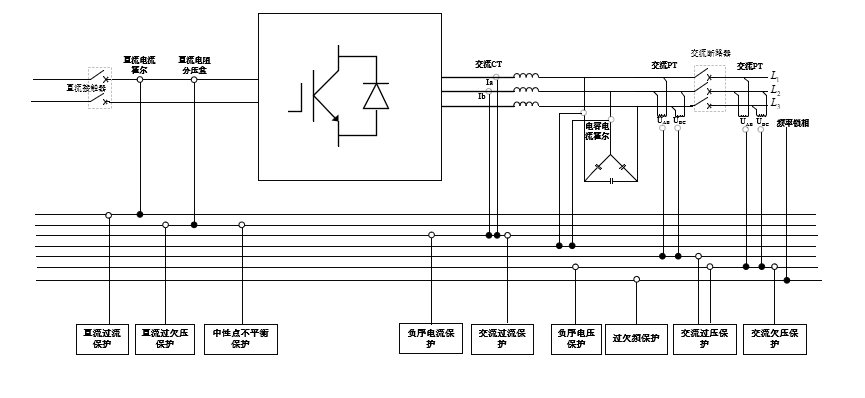 直流接触器
直流电流
霍尔
直流电阻
分压盒
交流CT
Ia
Ib
电容电
流霍尔
交流PT
UAB
UBC
交流断路器
交流PT
L1
L2
L3
UAB
UBC
频率锁相
直流过流
保护
直流过欠压
保护
中性点不平衡
保护
负序电流保
护
交流过流保
护
负序电压
保护
过欠频保护
交流过压保
护
交流欠压保
护